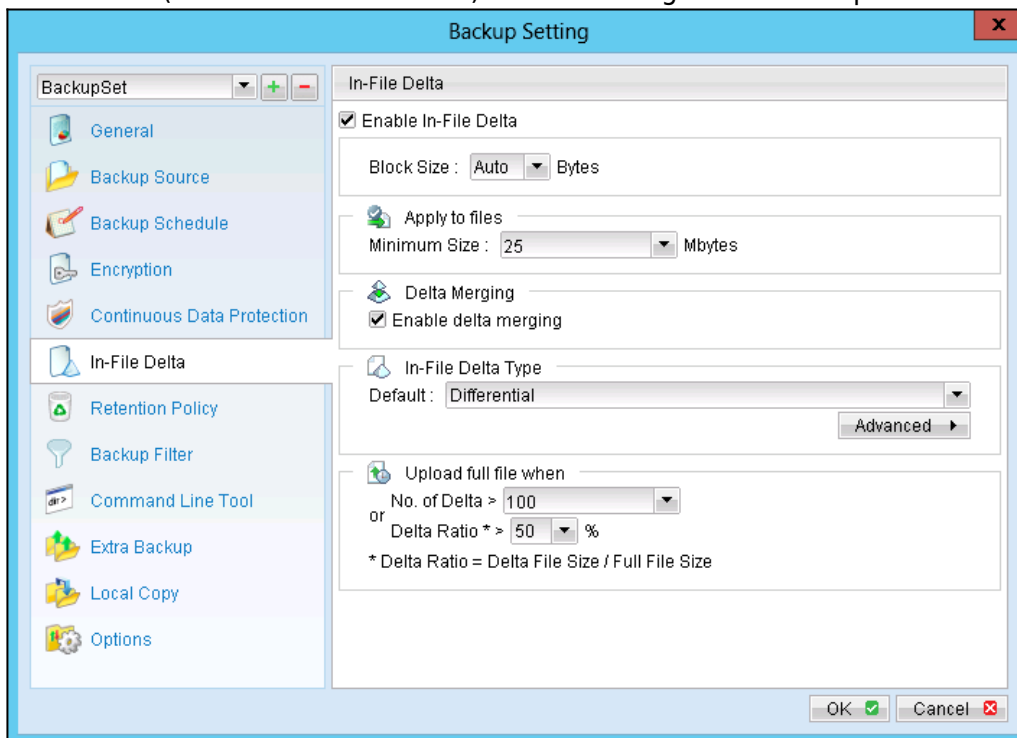 Backup Setting
x
BackupSet
General
Backup Source
Backup Schedule
Encryption
Continuous Data Protection
In-File Delta
Retention Policy
Backup Filter
dir>
Command Line Tool
Extra Backup
Local Copy
Options
In-File Delta
Enable In-File Delta
Block Size : Auto Bytes
Apply to files
Minimum Size : 25 Mbytes
Delta Merging
Enable delta merging
In-File Delta Type
Default : Differential
Advanced
Upload full file when
No. of Delta > 100
or
Delta Ratio * > 50 %
* Delta Ratio = Delta File Size / Full File Size
OK
Cancel